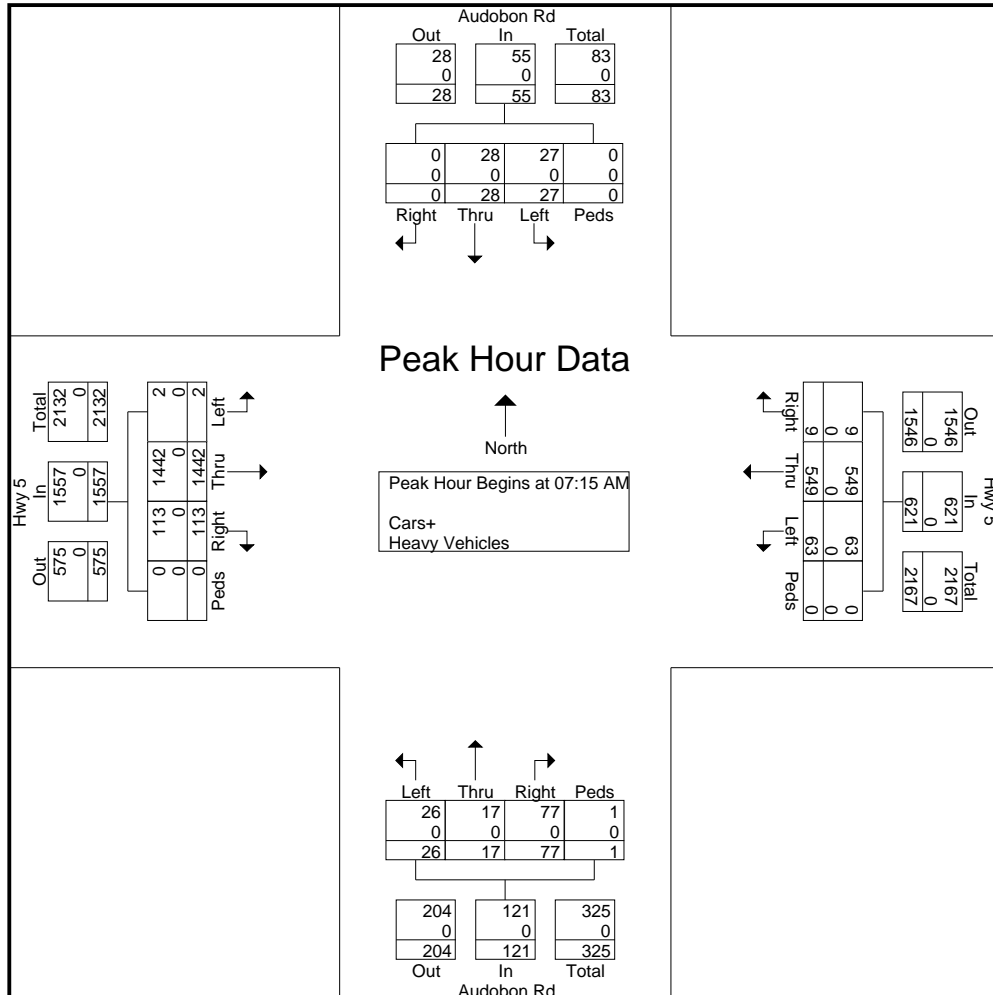 Audobon Rd
Out In Total
28 55 83
0 0 0
28 55 83
0 28 27 0
0 0 0 0
0 28 27 0
Right Thru Left Peds
Peak Hour Data
North
Peak Hour Begins at 07:15 AM
Cars+
Heavy Vehicles
Hwy 5
Total In Out
2132 1557 575
0 0 0
2132 1557 575
2 1442 113 0
0 0 0 0
2 1442 113 0
Left Thru Right Peds
Right Thru Left Peds
9 549 63 0
0 0 0 0
9 549 63 0
1546 621 2167
0 0 0
1546 621 2167
Out In Total
Hwy 5
Left Thru Right Peds
26 17 77 1
0 0 0 0
26 17 77 1
204 121 325
0 0 0
204 121 325
Out In Total
Audobon Rd